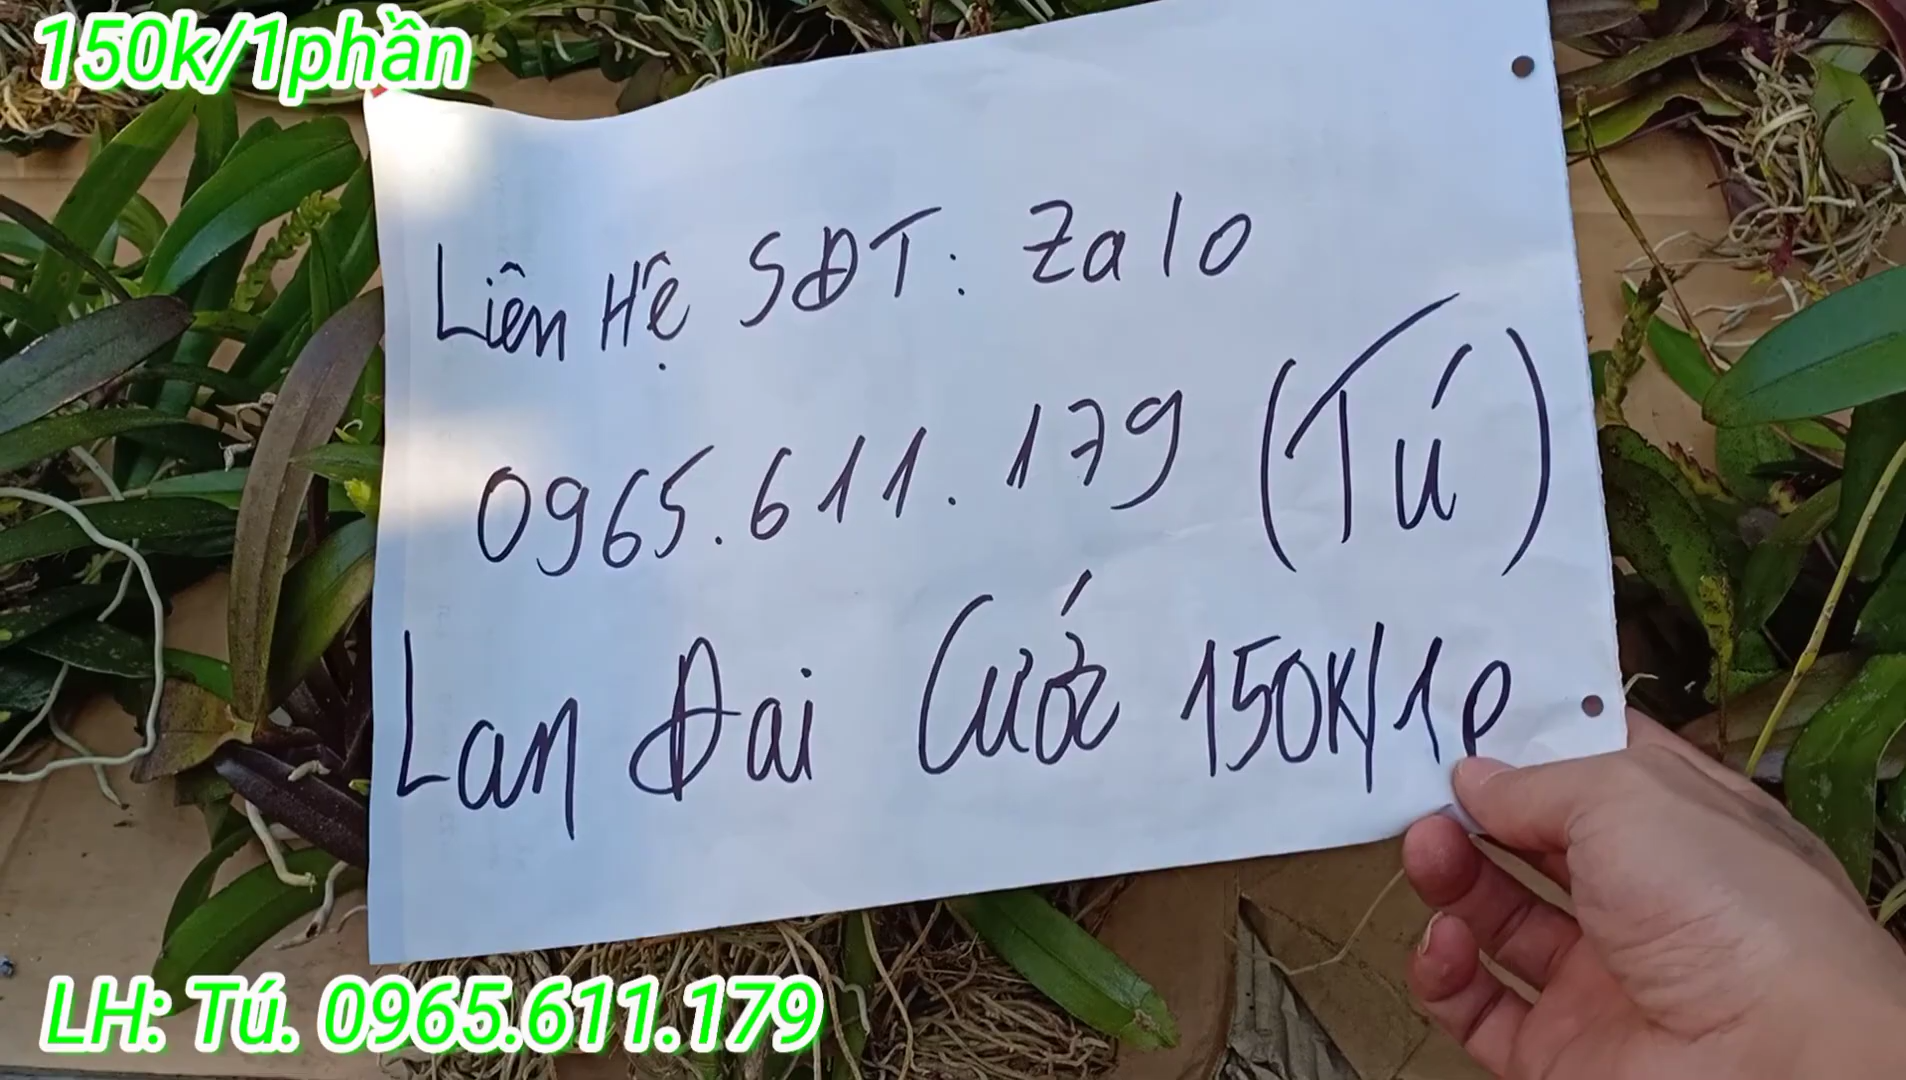 150k/1phần
Liên Hệ SĐT: Zalo
0965.611.179 (Tú)
Lan Đai Cước 150K/1P
LH: Tú. 0965.611.179